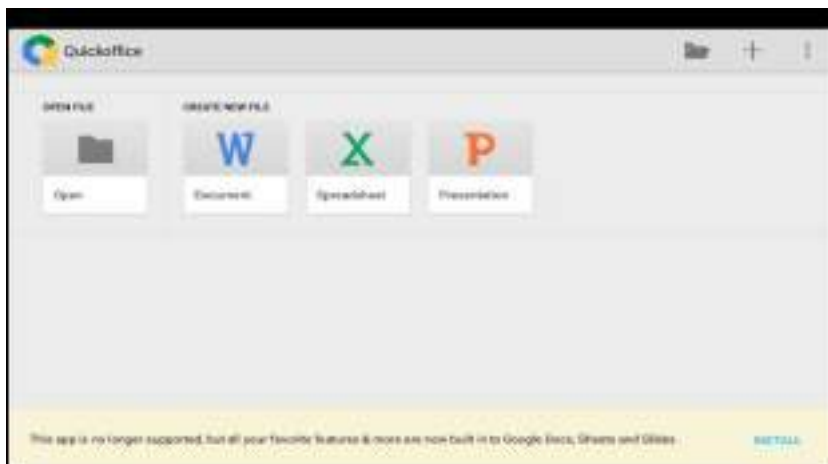 Quickoffice
OPEN FILE CREATE NEW FILE
W X P
Open Document Spreadsheet Presentation
This app is no longer supported, but all your favorite features & more are now built in to Google Docs, Sheets and Slides. INSTALL